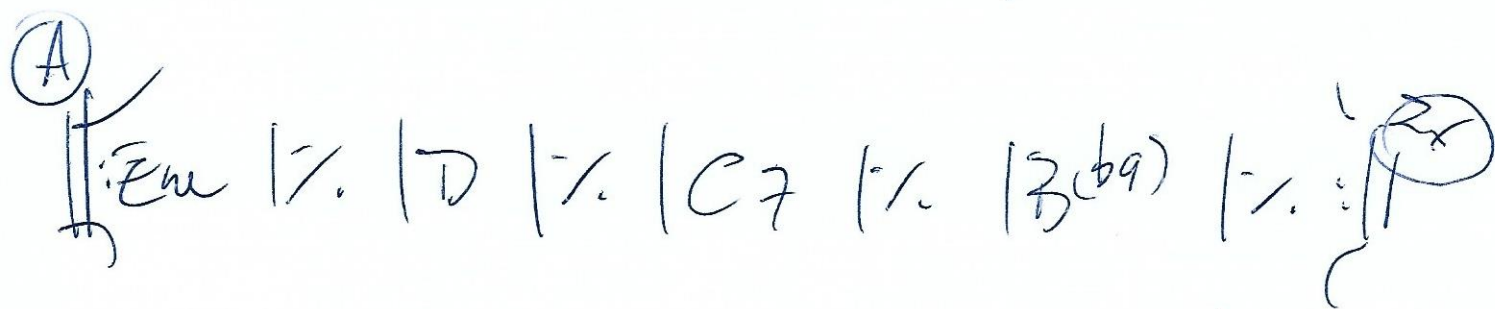 A
||: Em | ٪ | D | ٪ | C7 | ٪ | B(b9) | ٪ :|| 2x